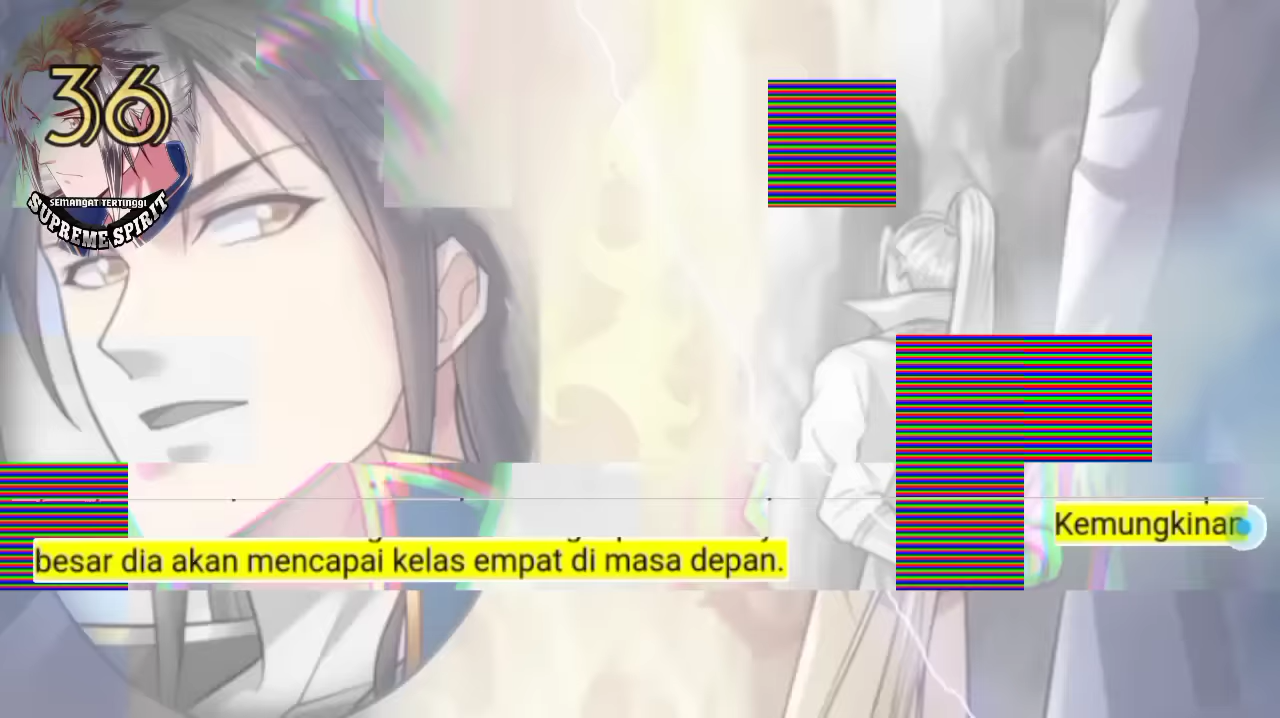 36
SEMANGAT TERTINGGI
SUPREME SPIRIT
Kemungkinan
besar dia akan mencapai kelas empat di masa depan.